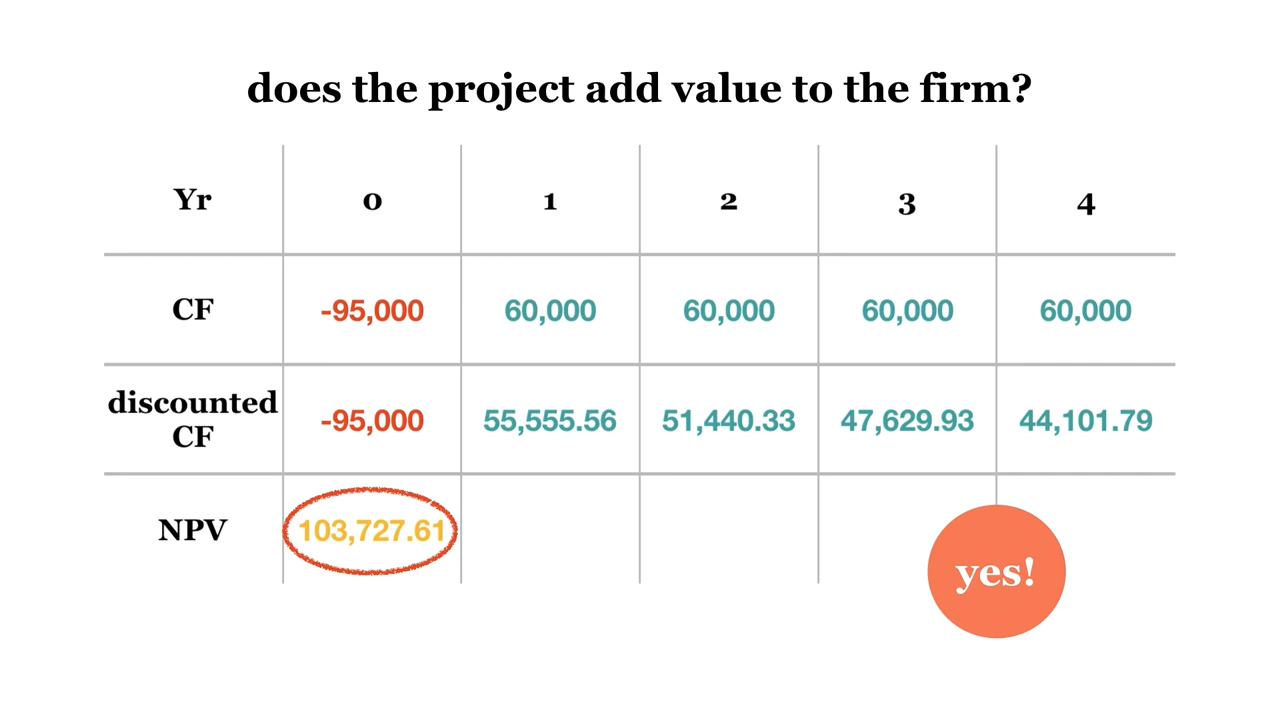 does the project add value to the firm?
Yr 0 1 2 3 4
CF -95,000 60,000 60,000 60,000 60,000
discounted
CF -95,000 55,555.56 51,440.33 47,629.93 44,101.79
NPV 103,727.61
yes!